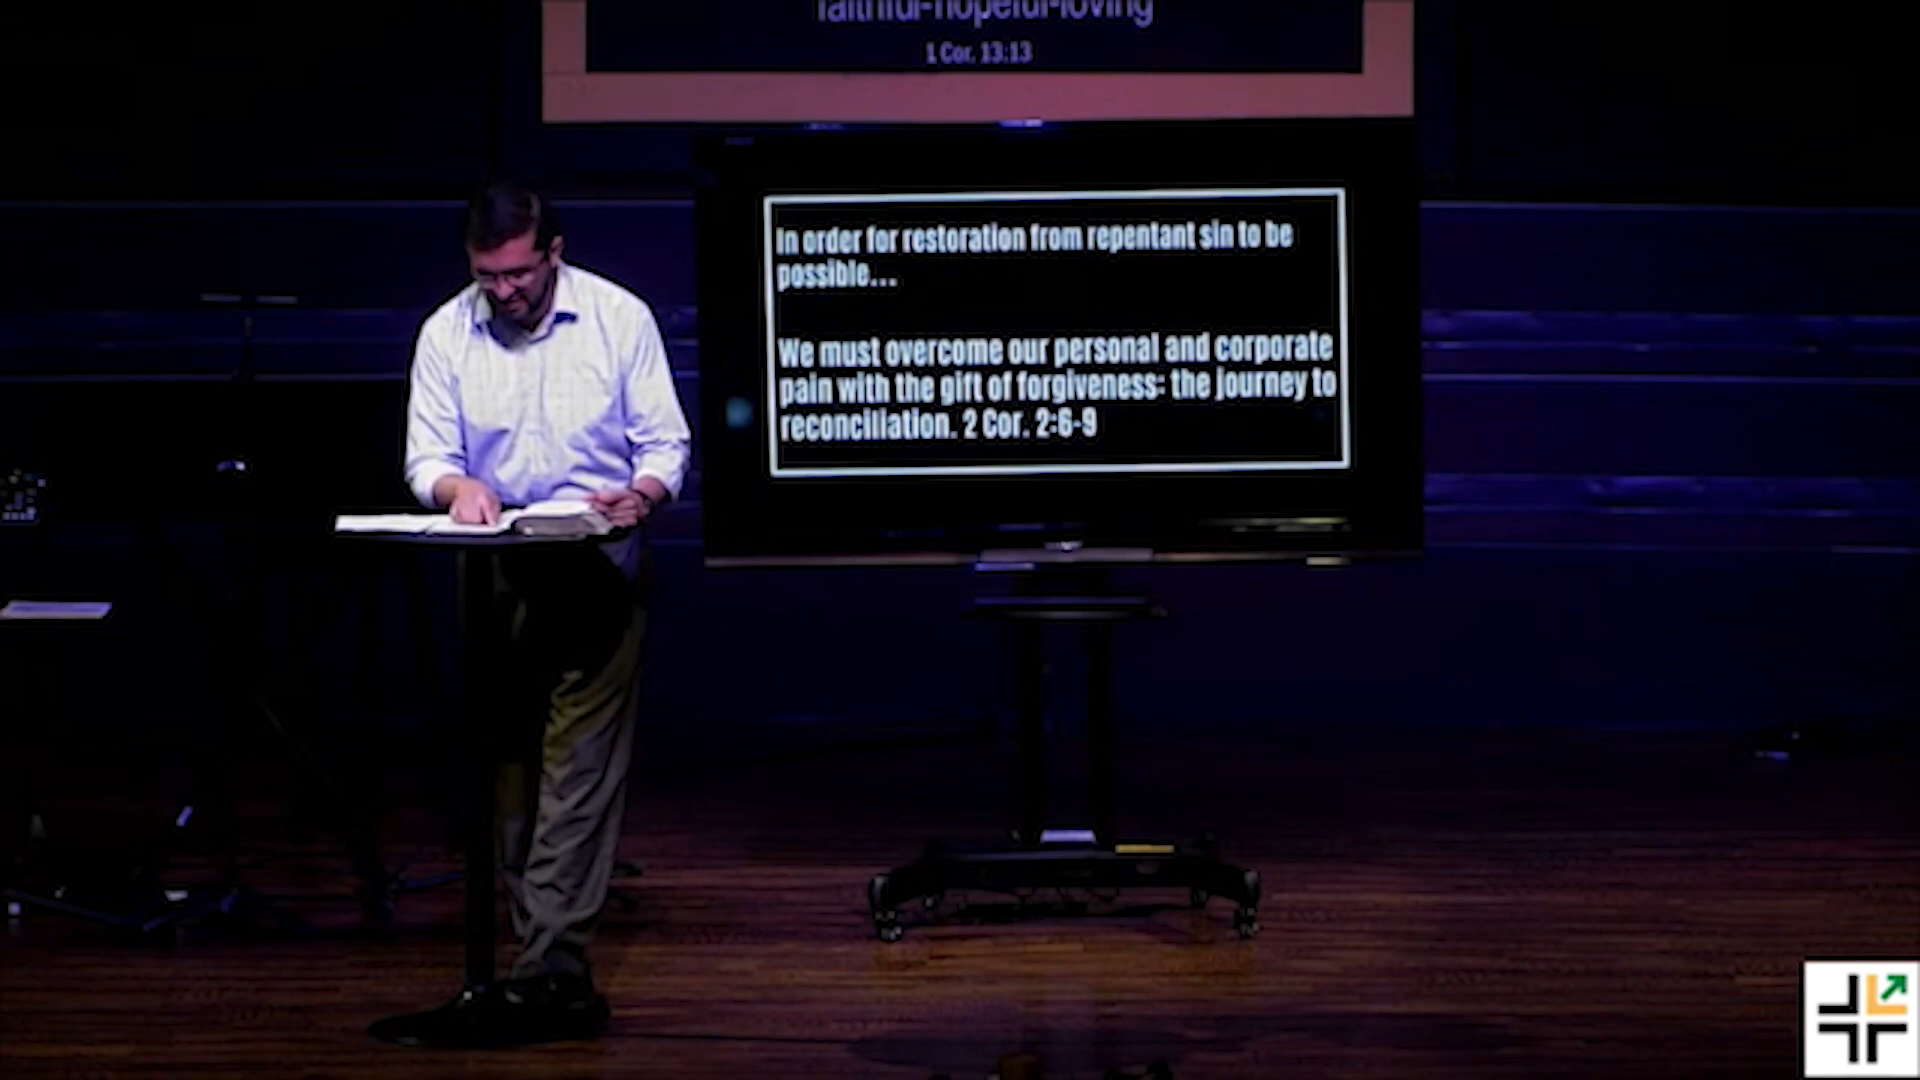 faithful-hopeful-loving
1 Cor. 13:13
In order for restoration from repentant sin to be
possible...
We must overcome our personal and corporate
pain with the gift of forgiveness: the journey to
reconciliation. 2 Cor. 2:6-9